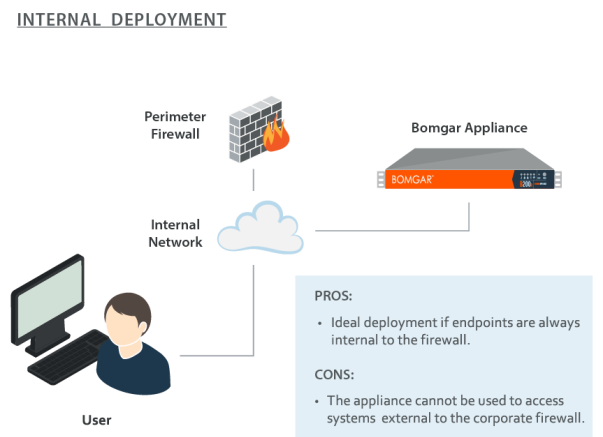 INTERNAL DEPLOYMENT
Perimeter
Firewall
Bomgar Appliance
BOMGAR
B200
Internal
Network
PROS:
• Ideal deployment if endpoints are always
internal to the firewall.
CONS:
• The appliance cannot be used to access
systems external to the corporate firewall.
User